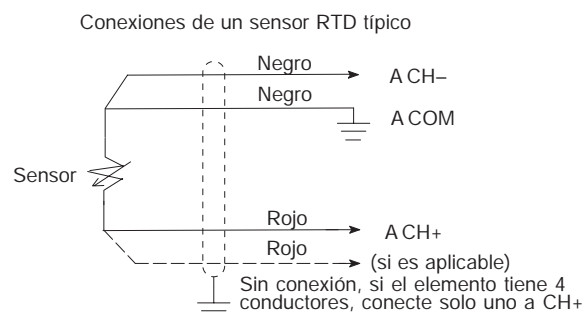 Conexiones de un sensor RTD típico
Negro
A CH–
Negro
A COM
Sensor
Rojo
A CH+
Rojo
(si es aplicable)
Sin conexión, si el elemento tiene 4
conductores, conecte solo uno a CH+